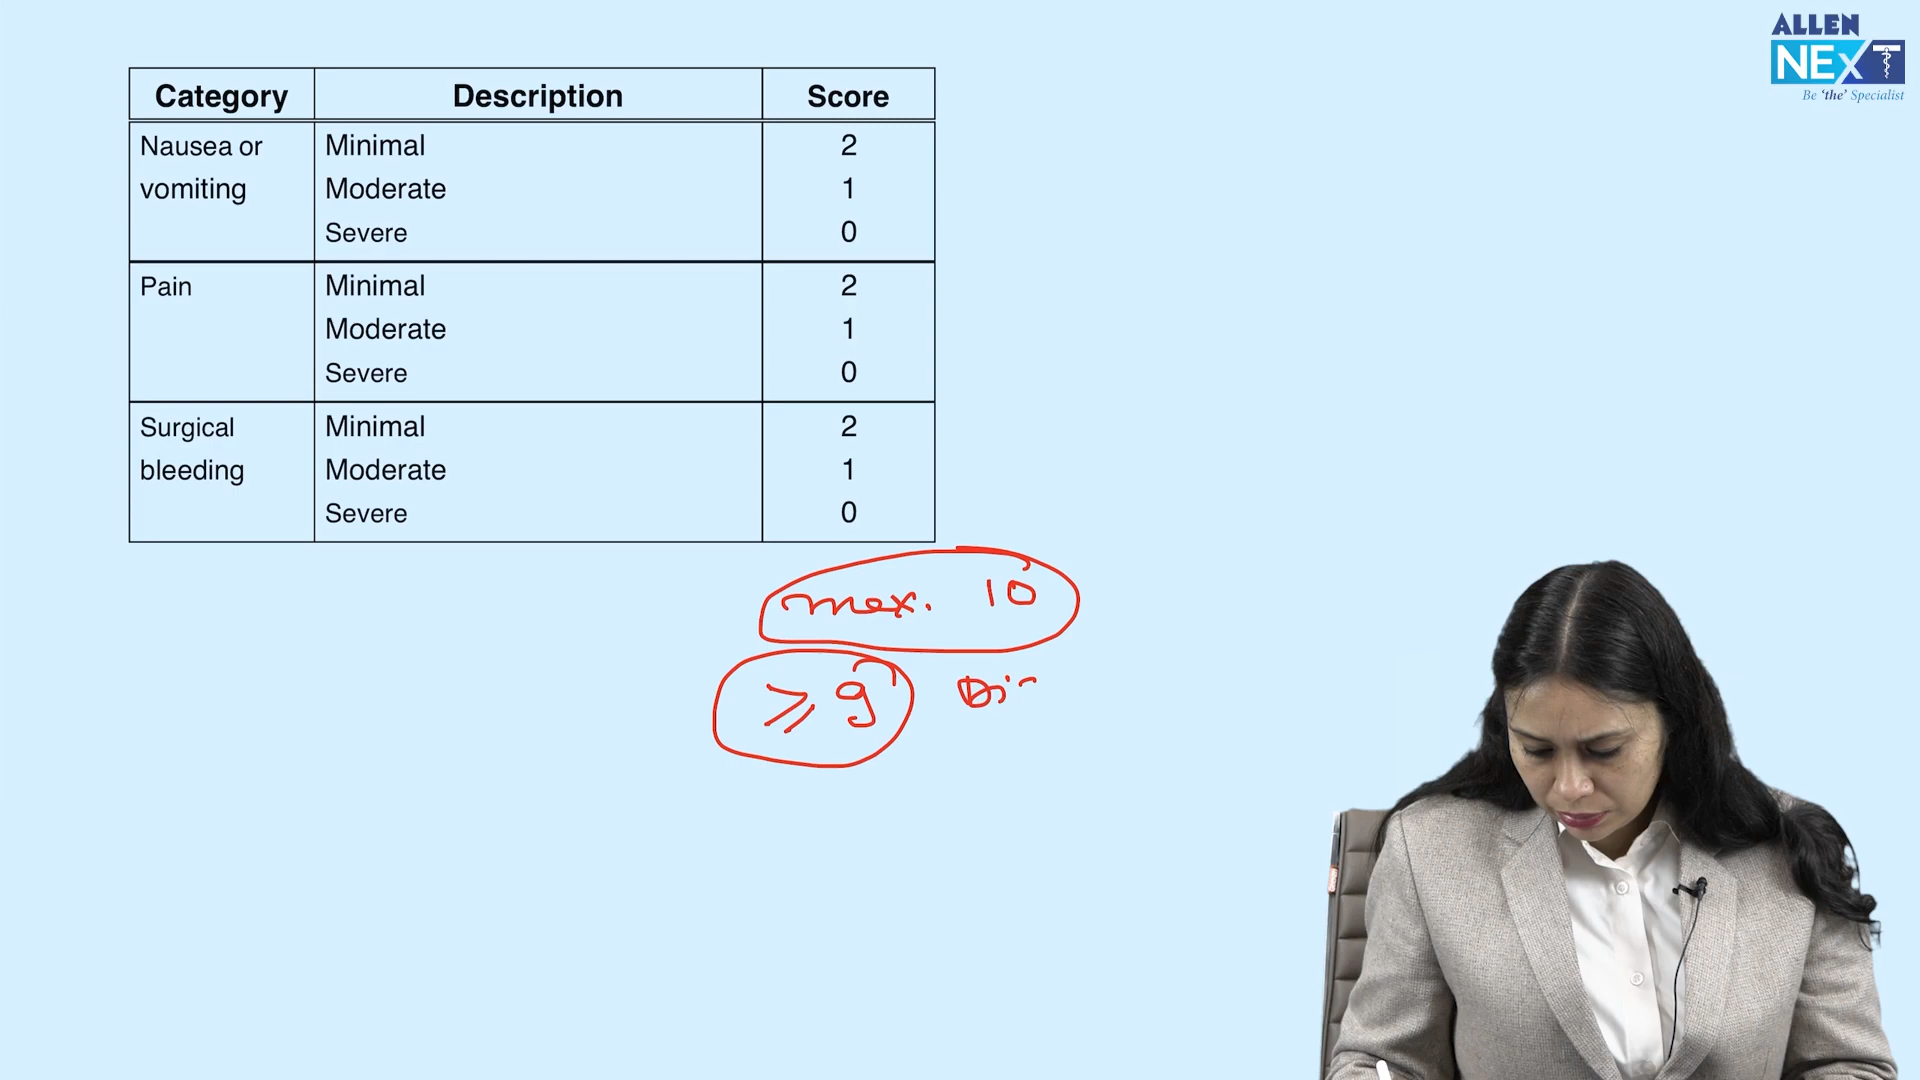 ALLEN
NEXT
Be 'the' Specialist
Category Description Score
Nausea or vomiting
Minimal 2
Moderate 1
Severe 0
Pain
Minimal 2
Moderate 1
Severe 0
Surgical bleeding
Minimal 2
Moderate 1
Severe 0
max. 10
≥ 9